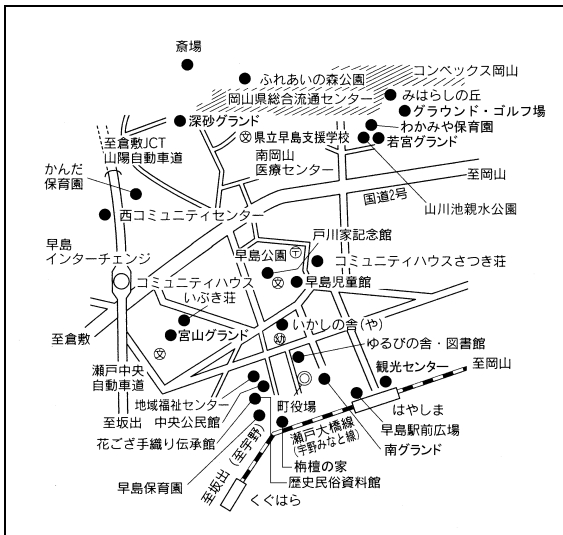 斎場
コンベックス岡山
ふれあいの森公園
岡山県総合流通センター
みはらしの丘
グラウンド・ゴルフ場
深砂グランド
わかみや保育園
文
県立早島支援学校
若宮グランド
至倉敷JCT
山陽自動車道
南岡山
医療センター
かんだ
保育園
至岡山
国道2号
山川池親水公園
西コミュニティセンター
戸川家記念館
早島
インターチェンジ
早島公園
〒
コミュニティハウスさつき荘
文
早島児童館
コミュニティハウス
いぶき荘
宮山グランド
いかしの舎(や)
幼
至倉敷
文
ゆるびの舎・図書館
瀬戸中央
自動車道
観光センター
至岡山
地域福祉センター
町役場
はやしま
至坂出
中央公民館
早島駅前広場
花ござ手織り伝承館
瀬戸大橋線
(宇野みなと線)
南グランド
至坂出(至宇野)
栴檀の家
早島保育園
歴史民俗資料館
くぐはら